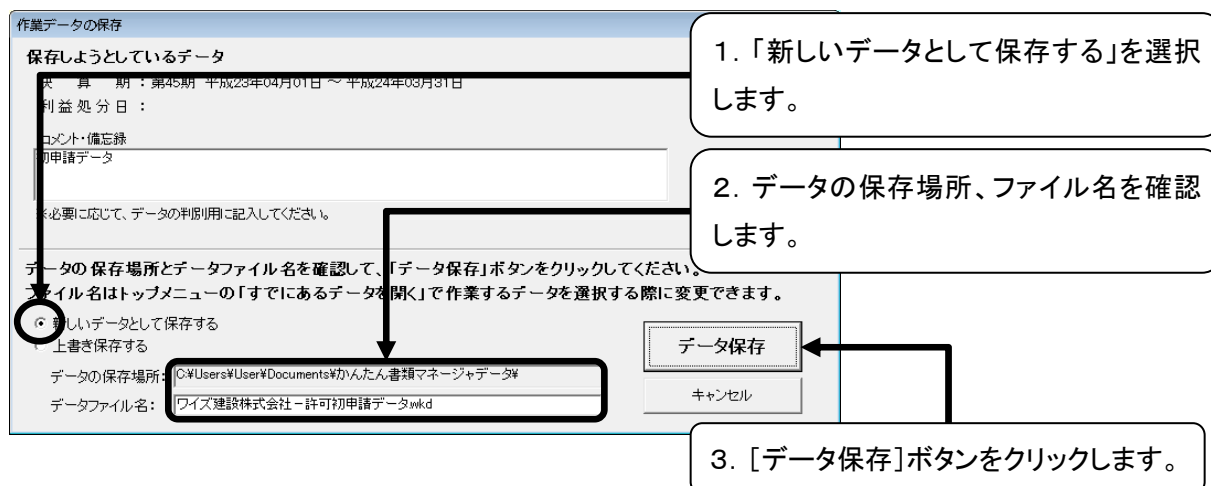 作業データの保存
保存しようとしているデータ
決　算　期：第45期 平成23年04月01日 ～ 平成24年03月31日
利益処分日：
コメント・備忘録
初申請データ
※必要に応じて、データの判別用に記入してください。
データの保存場所とデータファイル名を確認して、「データ保存」ボタンをクリックしてください。
ファイル名はトップメニューの「すでにあるデータを開く」で作業するデータを選択する際に変更できます。
新しいデータとして保存する
上書き保存する
データの保存場所： C:¥Users¥User¥Documents¥かんたん書類マネージャデータ¥
データファイル名： ワイズ建設株式会社－許可初申請データ.wkd
データ保存
キャンセル
1．「新しいデータとして保存する」を選択
します。
2．データの保存場所、ファイル名を確認
します。
3．［データ保存］ボタンをクリックします。